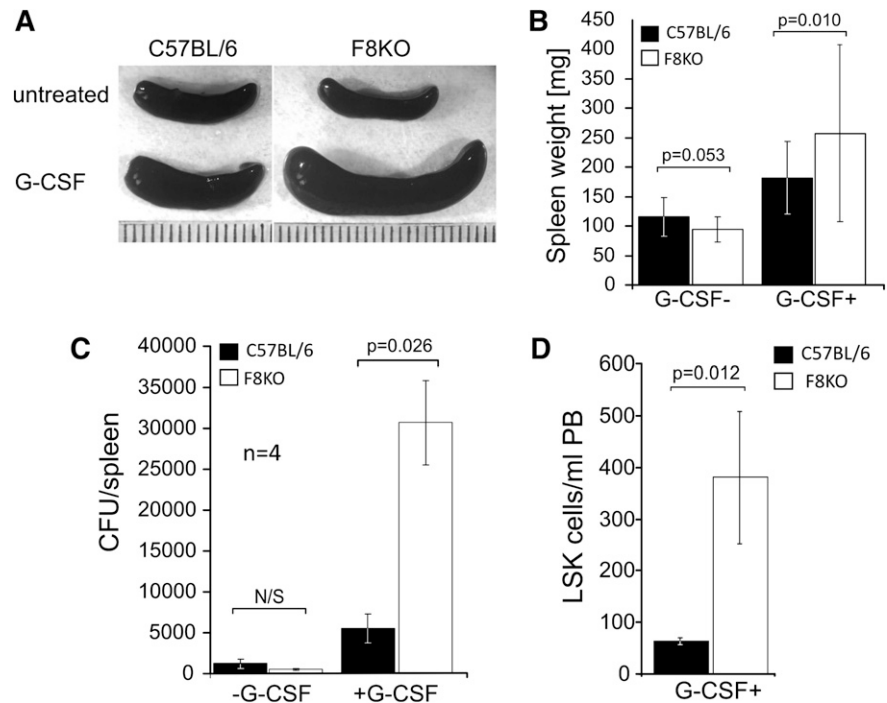 A
C57BL/6 F8KO
untreated
G-CSF
B
Spleen weight [mg]
450
400
350
300
250
200
150
100
50
0
C57BL/6
F8KO
p=0.010
p=0.053
G-CSF- G-CSF+
C
CFU/spleen
40000
35000
30000
25000
20000
15000
10000
5000
0
C57BL/6
F8KO
p=0.026
n=4
N/S
-G-CSF +G-CSF
D
LSK cells/ml PB
600
500
400
300
200
100
0
C57BL/6
F8KO
p=0.012
G-CSF+